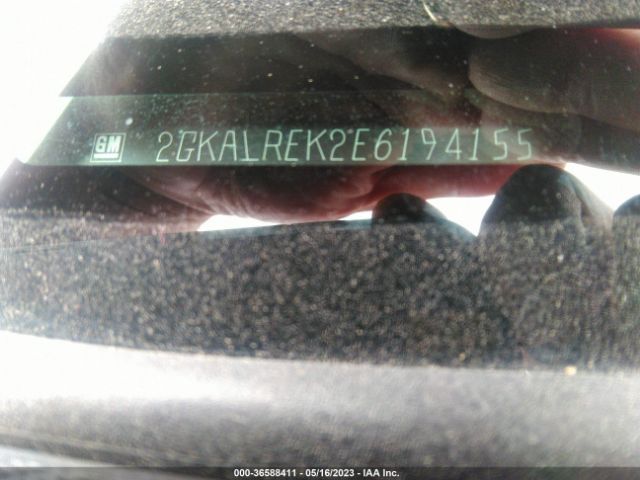 GM 2GKALREK2E6194155
000-36588411 - 05/16/2023 - IAA Inc.